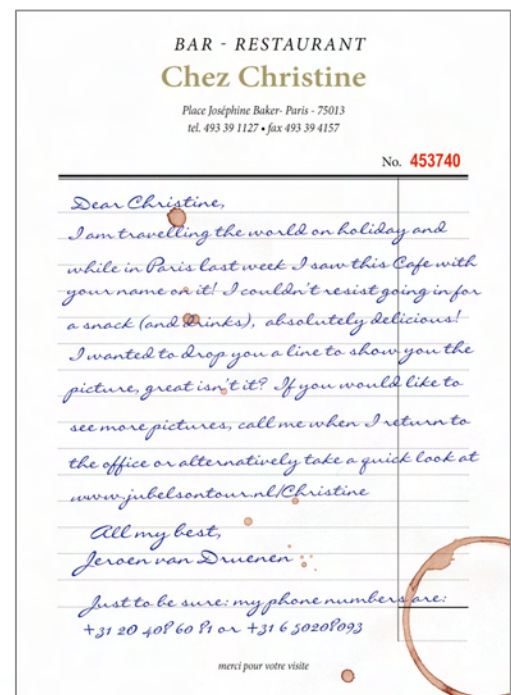 BAR - RESTAURANT
Chez Christine
Place Joséphine Baker- Paris - 75013
tel. 493 39 1127 • fax 493 39 4157
No. 453740
Dear Christine,
I am travelling the world on holiday and
while in Paris last week I saw this Cafe with
your name on it! I couldn't resist going in for
a snack (and drinks), absolutely delicious!
I wanted to drop you a line to show you the
picture, great isn't it? If you would like to
see more pictures, call me when I return to
the office or alternatively take a quick look at
www.jubelsontour.nl/Christine
All my best,
Jeroen van Druenen
Just to be sure: my phone numbers are:
+31 20 408 60 81 or +31 6 50208093
merci pour votre visite